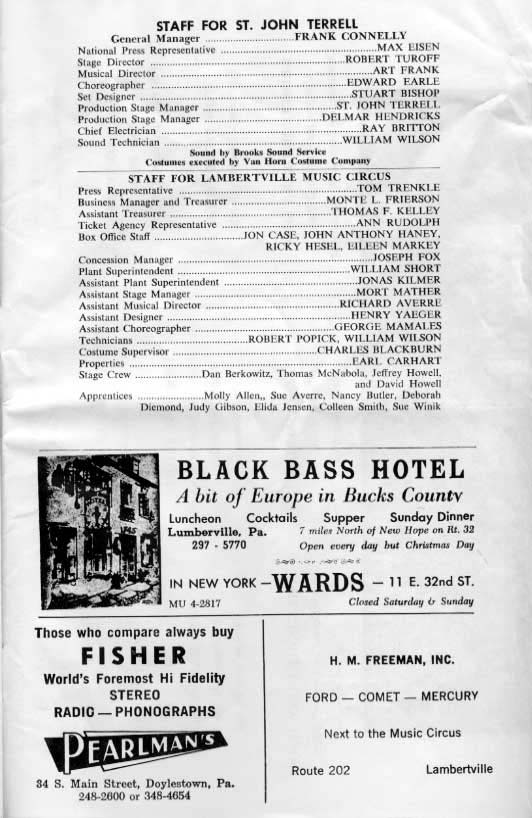 STAFF FOR ST. JOHN TERRELL
General Manager ........................FRANK CONNELLY
National Press Representative ..........................................MAX EISEN
Stage Director .....................................................ROBERT TUROFF
Musical Director ..........................................................ART FRANK
Choreographer .....................................................EDWARD EARLE
Set Designer .......................................................STUART BISHOP
Production Stage Manager ..................................ST. JOHN TERRELL
Production Stage Manager ..............................DELMAR HENDRICKS
Chief Electrician ......................................................RAY BRITTON
Sound Technician ................................................WILLIAM WILSON
Sound by Brooks Sound Service
Costumes executed by Van Horn Costume Company
STAFF FOR LAMBERTVILLE MUSIC CIRCUS
Press Representative ..............................................TOM TRENKLE
Business Manager and Treasurer ........................MONTE L. FRIERSON
Assistant Treasurer .........................................THOMAS F. KELLEY
Ticket Agency Representative ..................................ANN RUDOLPH
Box Office Staff ........................JON CASE, JOHN ANTHONY HANEY,
RICKY HESEL, EILEEN MARKEY
Concession Manager ..................................................JOSEPH FOX
Plant Superintendent ..............................................WILLIAM SHORT
Assistant Plant Superintendent ..................................JONAS KILMER
Assistant Stage Manager ..........................................MORT MATHER
Assistant Musical Director ....................................RICHARD AVERRE
Assistant Designer ................................................HENRY YAEGER
Assistant Choreographer ......................................GEORGE MAMALES
Technicians ................................ROBERT POPICK, WILLIAM WILSON
Costume Supervisor ......................................CHARLES BLACKBURN
Properties ............................................................EARL CARHART
Stage Crew ..................Dan Berkowitz, Thomas McNabola, Jeffrey Howell,
and David Howell
Apprentices ..................Molly Allen,, Sue Averre, Nancy Butler, Deborah
Diemond, Judy Gibson, Elida Jensen, Colleen Smith, Sue Winik
BLACK BASS HOTEL
A bit of Europe in Bucks County
Luncheon Cocktails Supper Sunday Dinner
Lumberville, Pa. 7 miles North of New Hope on Rt. 32
297 - 5770 Open every day but Christmas Day
IN NEW YORK – WARDS – 11 E. 32nd ST.
MU 4-2817 Closed Saturday & Sunday
Those who compare always buy
FISHER
World's Foremost Hi Fidelity
STEREO
RADIO — PHONOGRAPHS
PEARLMAN'S
34 S. Main Street, Doylestown, Pa.
248-2600 or 348-4654
H. M. FREEMAN, INC.
FORD — COMET — MERCURY
Next to the Music Circus
Route 202 Lambertville